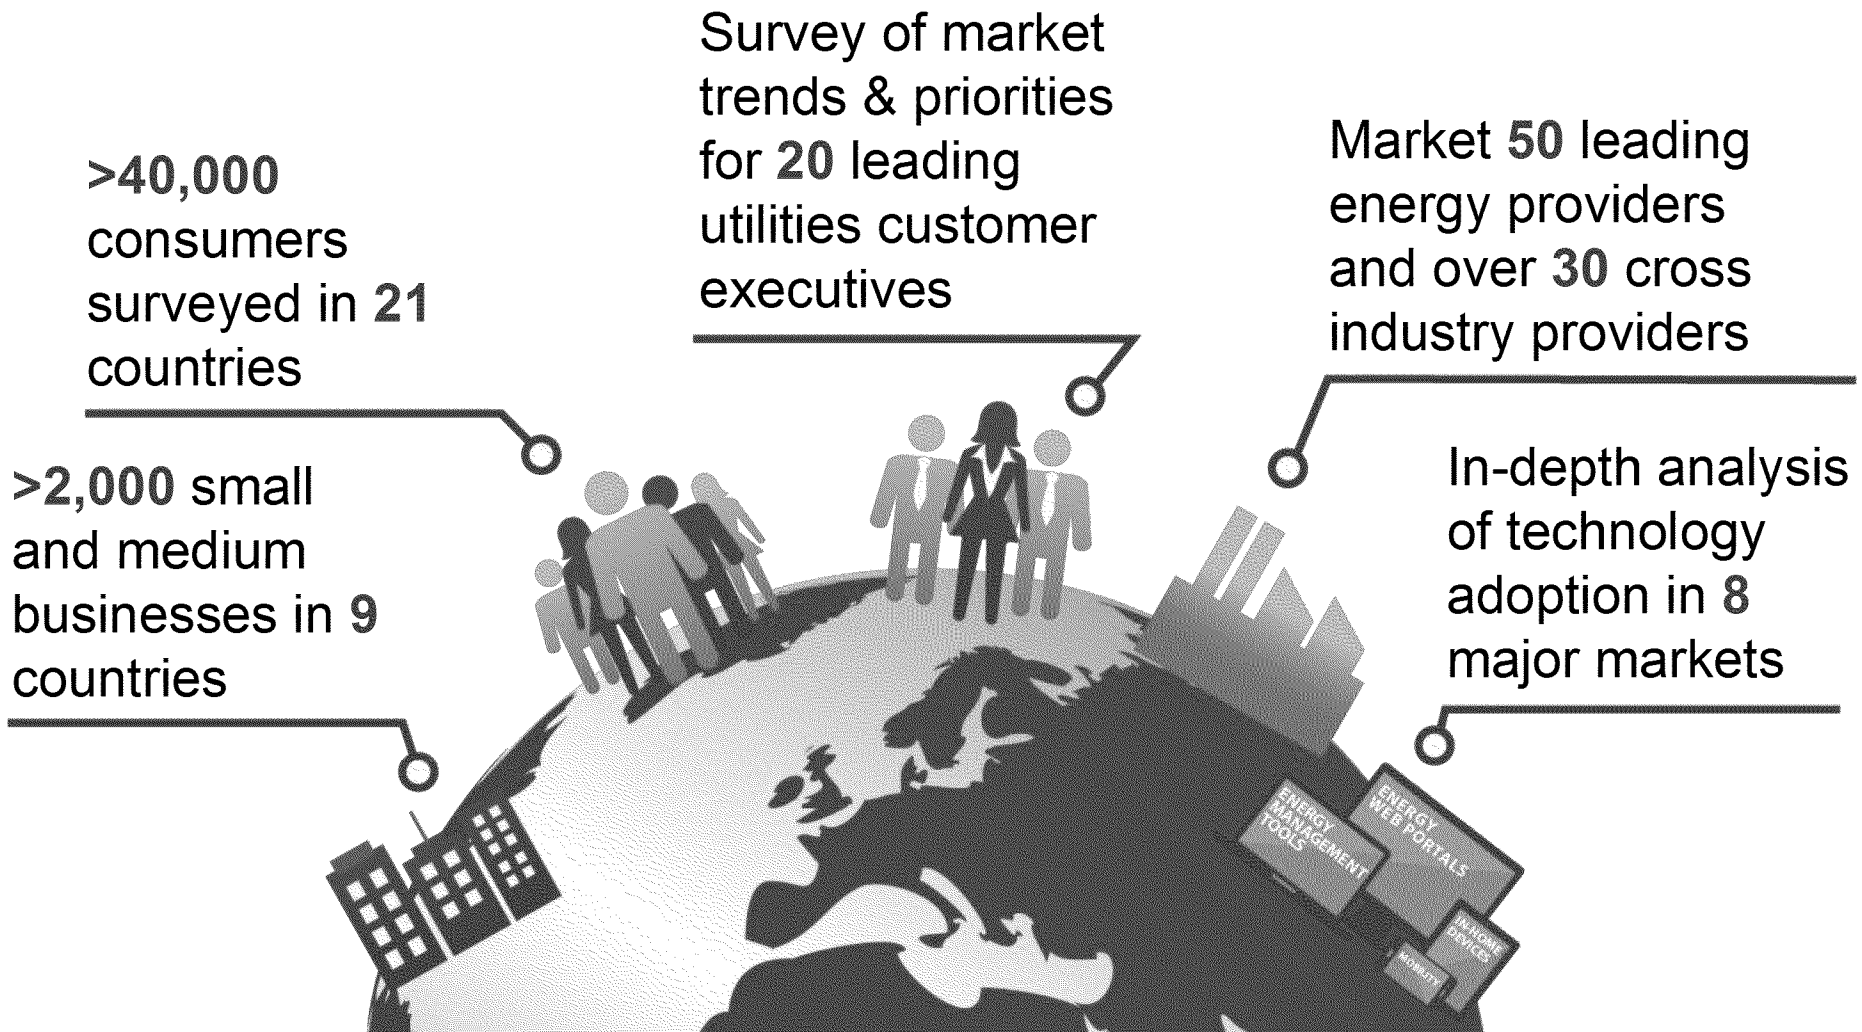 Survey of market
trends & priorities
for 20 leading
utilities customer
executives
>40,000
consumers
surveyed in 21
countries
Market 50 leading
energy providers
and over 30 cross
industry providers
>2,000 small
and medium
businesses in 9
countries
In-depth analysis
of technology
adoption in 8
major markets
ENERGY
MANAGEMENT
TOOLS
ENERGY
WEB PORTALS
IN-HOME
DEVICES
MOBILITY